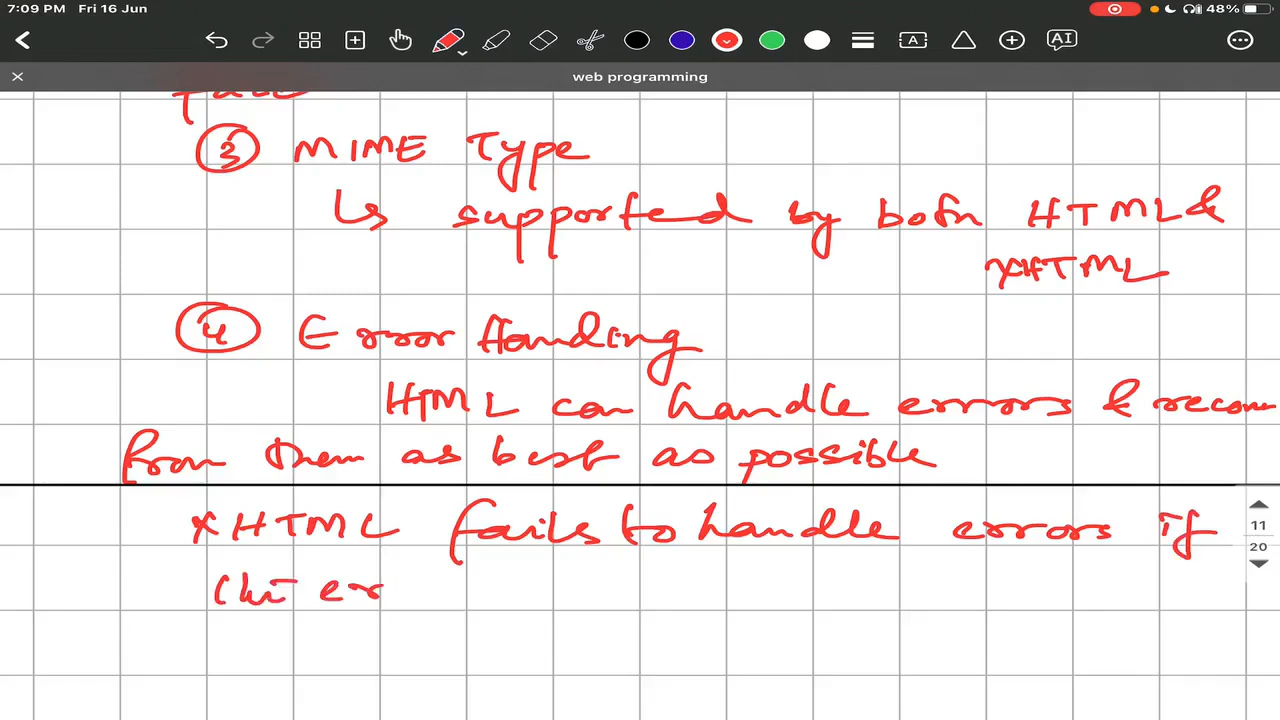 7:09 PM Fri 16 Jun 48%
A AI
web programming
3 MIME Type
supported by both HTML &
XHTML
4 Error Handling
HTML can handle errors &
from them as best as possible
XHTML fails to handle errors if
11
20